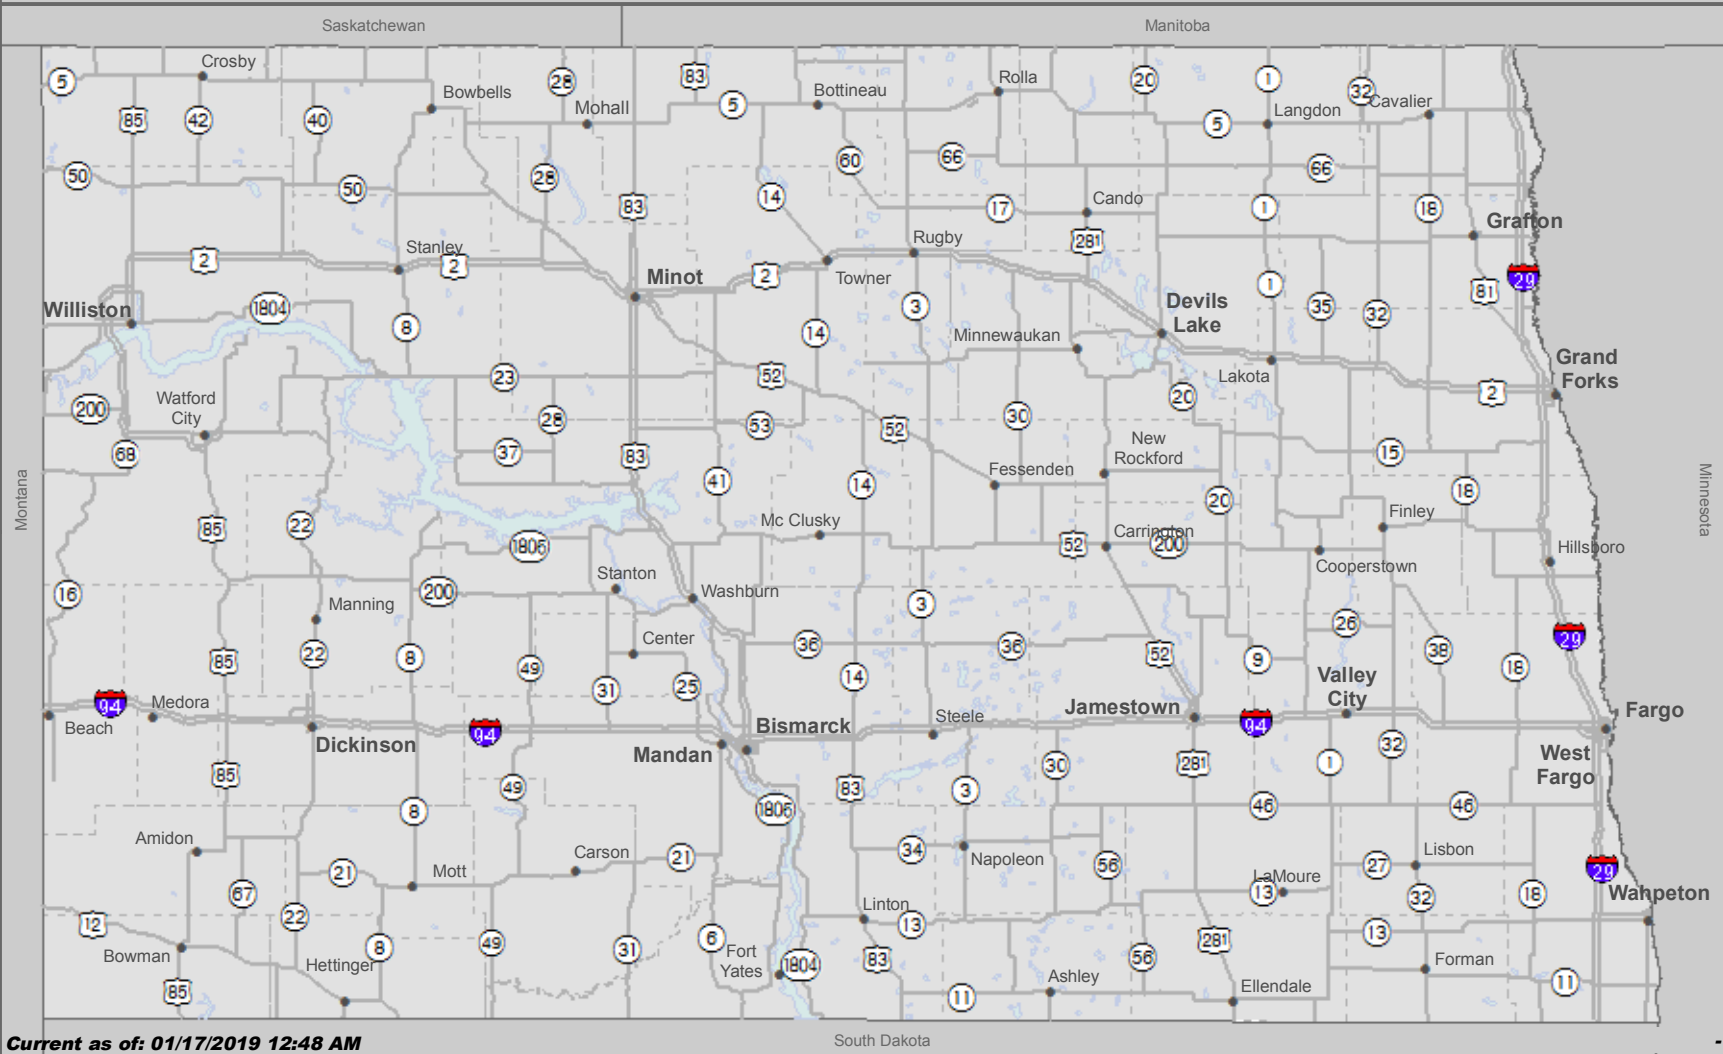 Saskatchewan
Manitoba
Crosby
5
85
42
40
Bowbells
28
Mohall
83
5
Bottineau
Rolla
20
1
32
Cavalier
Langdon
5
50
50
28
83
14
60
66
17
Cando
281
66
1
18
Grafton
29
81
2
Stanley
2
Minot
2
Towner
Rugby
3
Devils
Lake
1
35
32
Williston
1804
8
14
Minnewaukan
Lakota
20
Grand
Forks
2
23
52
200
Watford
City
28
53
52
30
68
37
83
New
Rockford
15
Montana
Minnesota
41
14
Fessenden
20
18
85
22
1806
Mc Clusky
52
Carrington
200
Finley
Cooperstown
Hillsboro
16
Manning
200
Stanton
Washburn
3
26
85
22
8
49
Center
31
25
36
36
14
52
9
38
18
29
Valley
City
94
Medora
Beach
Dickinson
94
Mandan
Bismarck
Steele
Jamestown
94
Fargo
West
Fargo
85
49
8
1806
83
3
30
281
1
32
46
46
Amidon
21
Mott
Carson
21
34
Napoleon
56
27
Lisbon
29
Wahpeton
67
22
LaMoure
13
32
18
12
Bowman
85
8
Hettinger
49
31
6
Fort
Yates
1804
Linton
13
83
56
281
13
Forman
11
Ashley
Ellendale
11
Current as of: 01/17/2019 12:48 AM
South Dakota
-